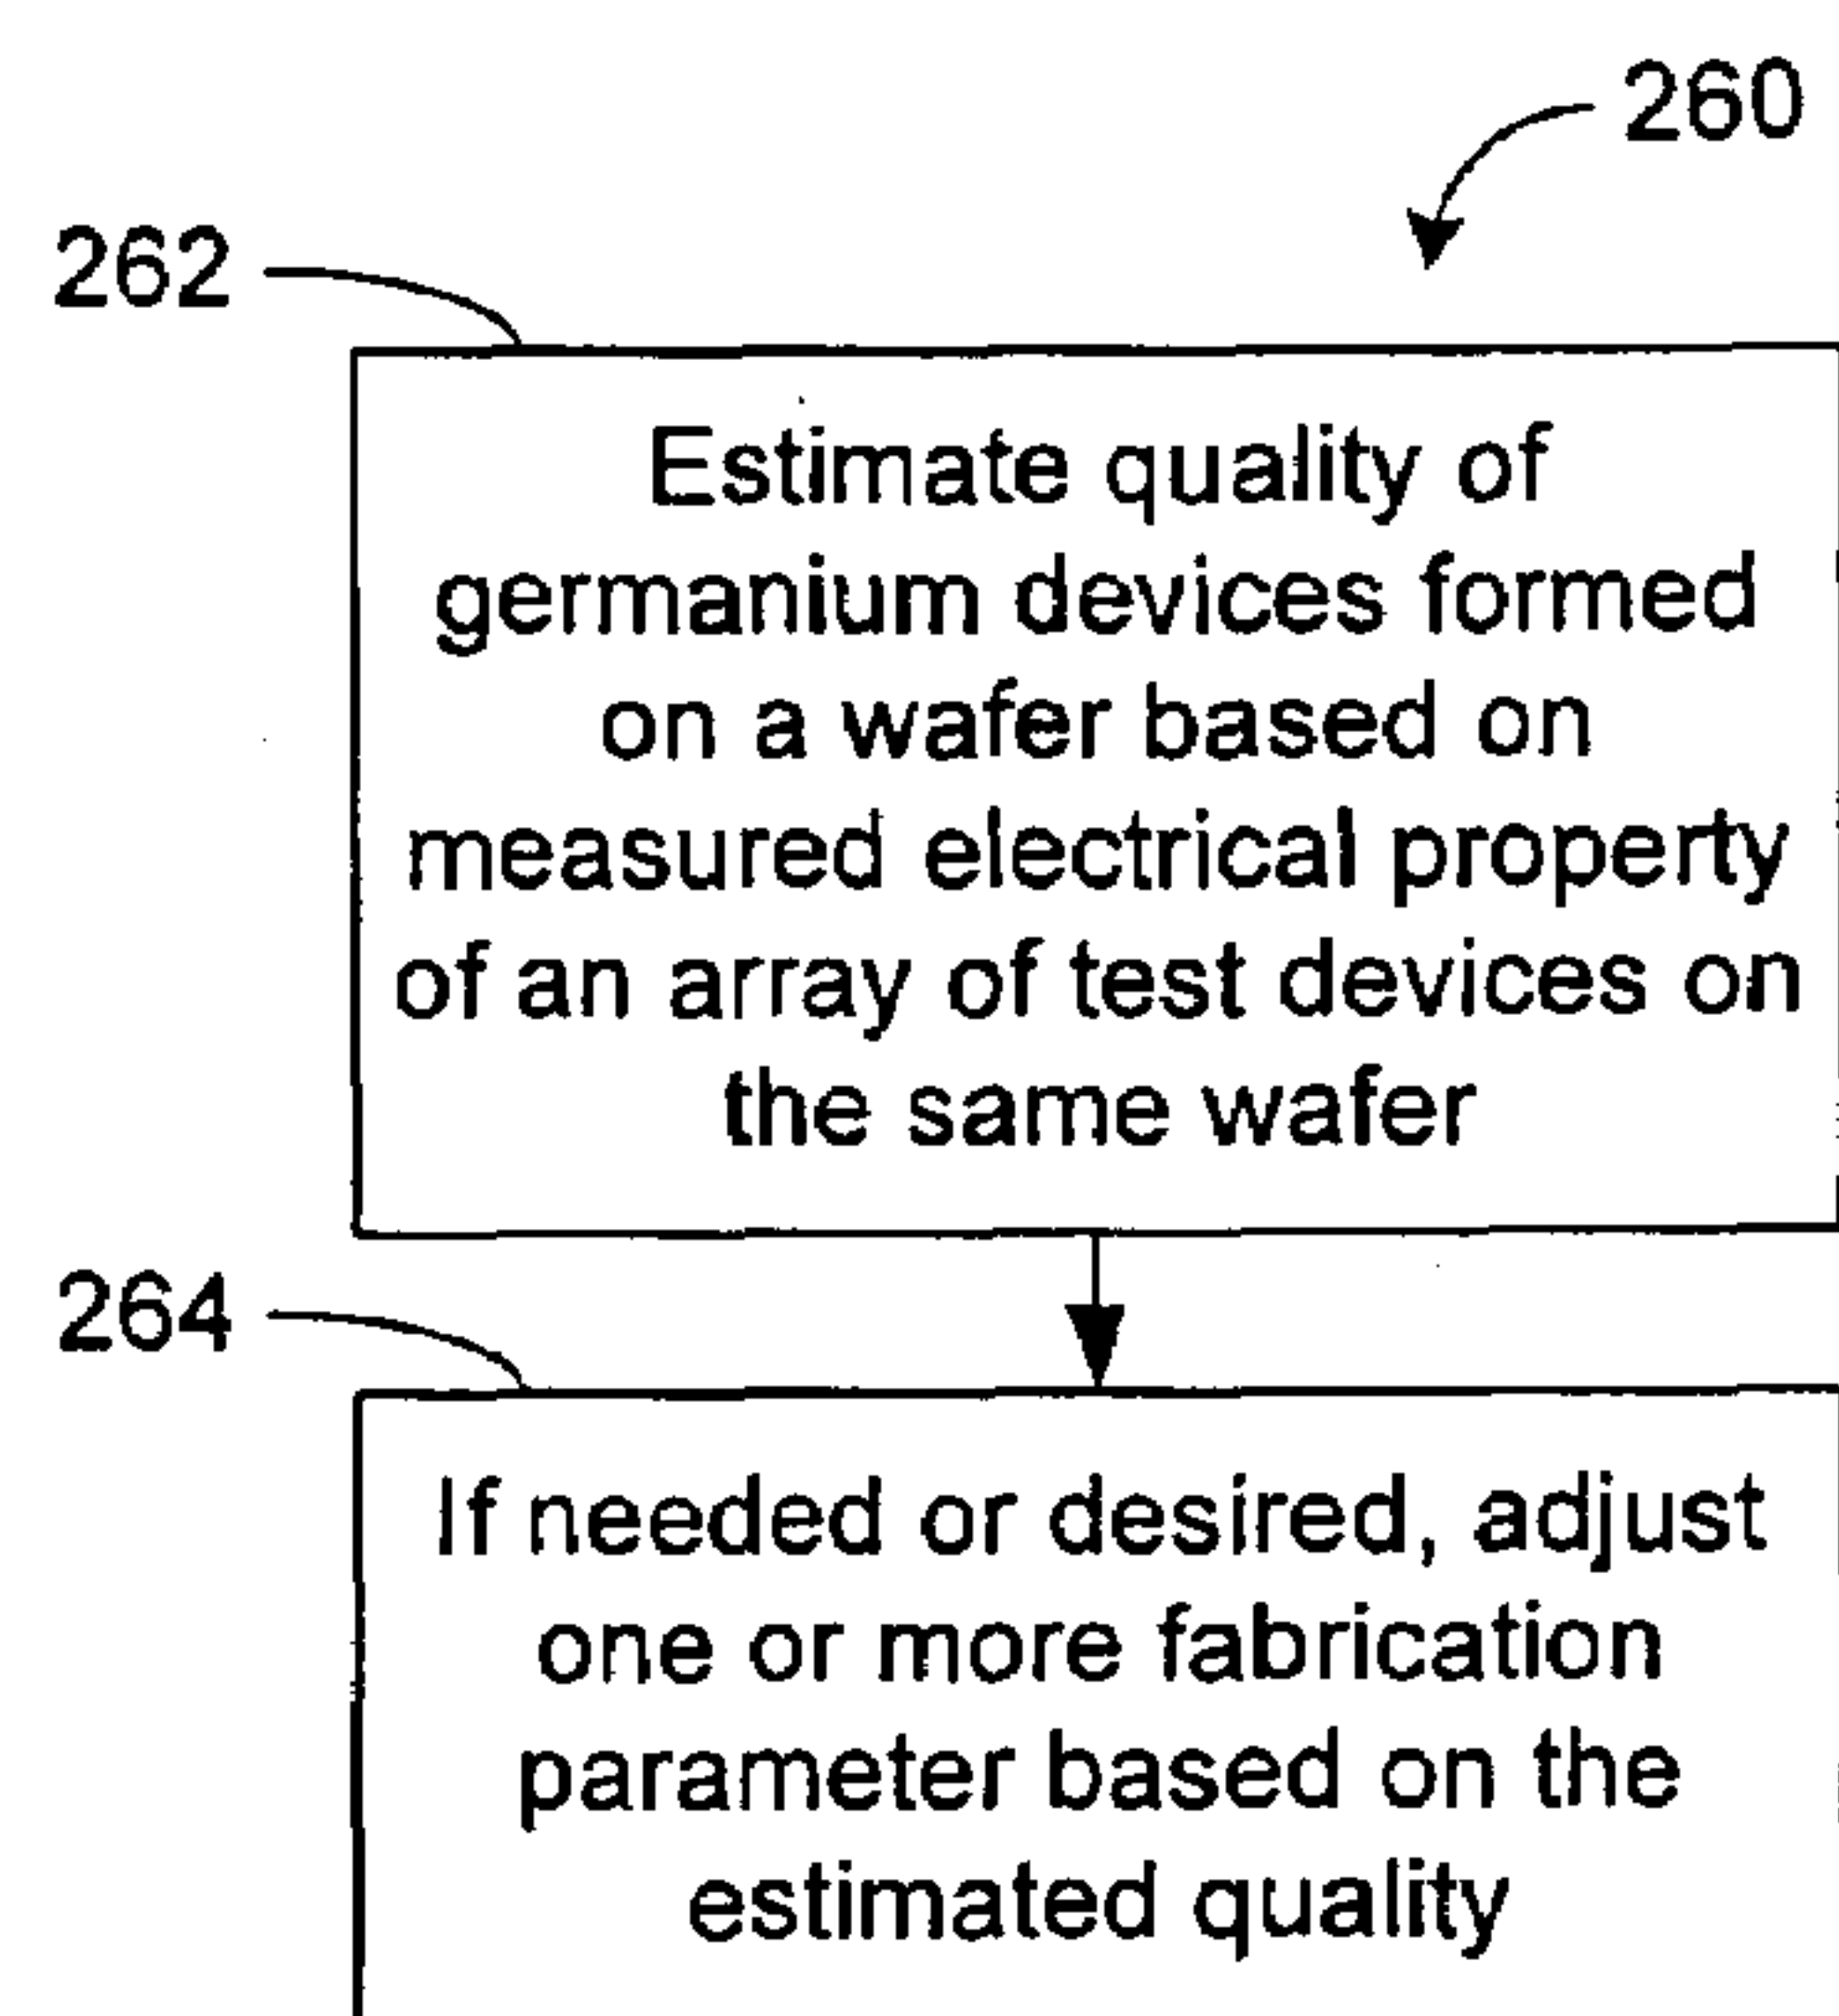 260
262
Estimate quality of
germanium devices formed
on a wafer based on
measured electrical property
of an array of test devices on
the same wafer
264
If needed or desired, adjust
one or more fabrication
parameter based on the
estimated quality